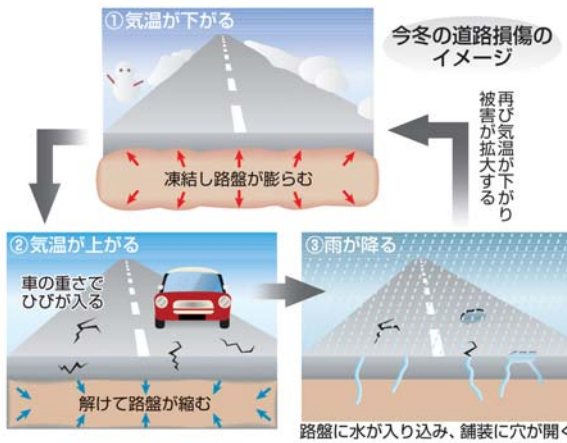 今冬の道路損傷の
イメージ
①気温が下がる
凍結し路盤が膨らむ
②気温が上がる
車の重さで
ひびが入る
解けて路盤が縮む
③雨が降る
路盤に水が入り込み、舗装に穴が開く
再び気温が下がり
被害が拡大する